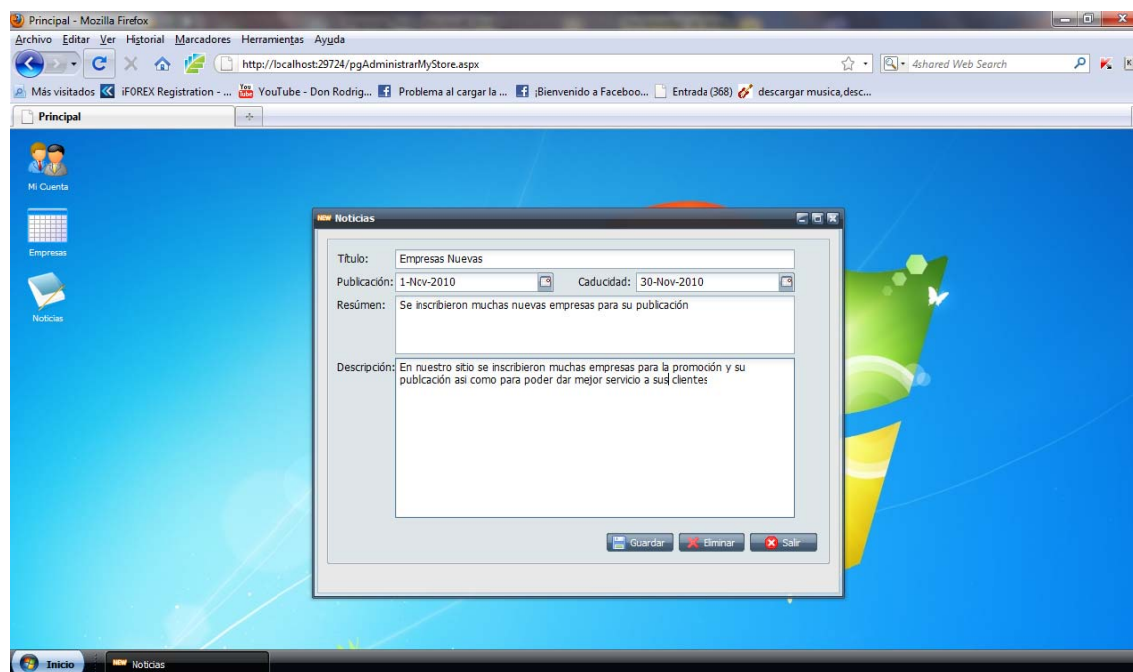 Principal - Mozilla Firefox
Archivo Editar Ver Historial Marcadores Herramientas Ayuda
http://localhost:29724/pgAdministrarMyStore.aspx
4shared Web Search
Más visitados iFOREX Registration - ... YouTube - Don Rodrig... Problema al cargar la ... ¡Bienvenido a Faceboo... Entrada (368) descargar musica,desc...
Principal
Mi Cuenta
Empresas
Noticias
NEW Noticias
Título: Empresas Nuevas
Publicación: 1-Nov-2010 Caducidad: 30-Nov-2010
Resúmen: Se inscribieron muchas nuevas empresas para su publicación
Descripción: En nuestro sitio se inscribieron muchas empresas para la promoción y su
publcación asi como para poder dar mejor servicio a sus clientes
Guardar Eliminar Salir
Inicio NEW Noticias